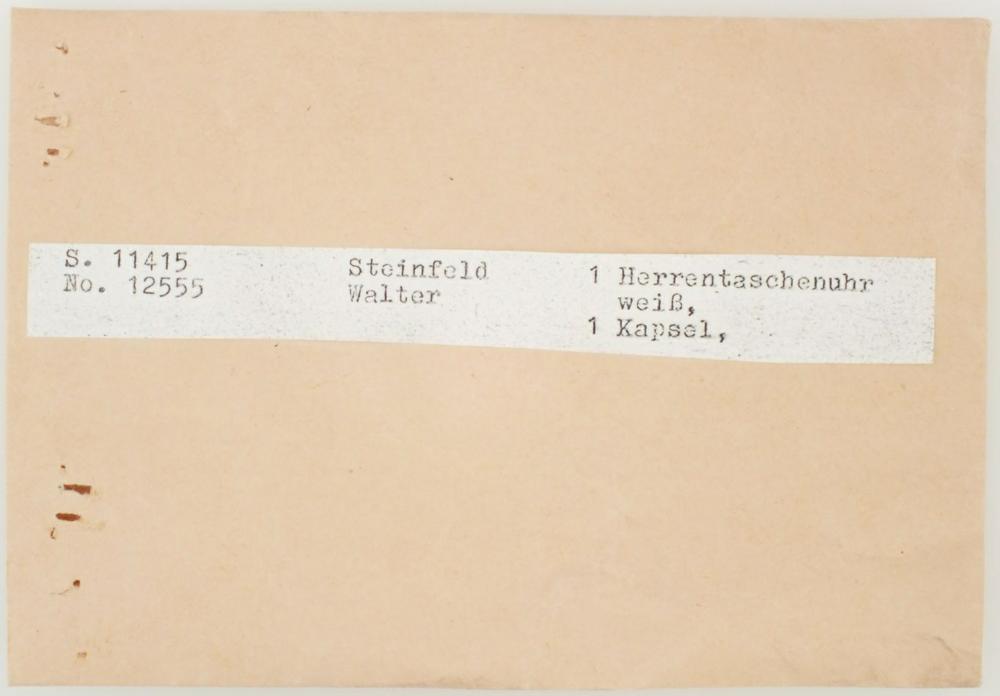 S. 11415
No. 12555
Steinfeld
Walter
1 Herrentaschenuhr
weiß,
1 Kapsel,